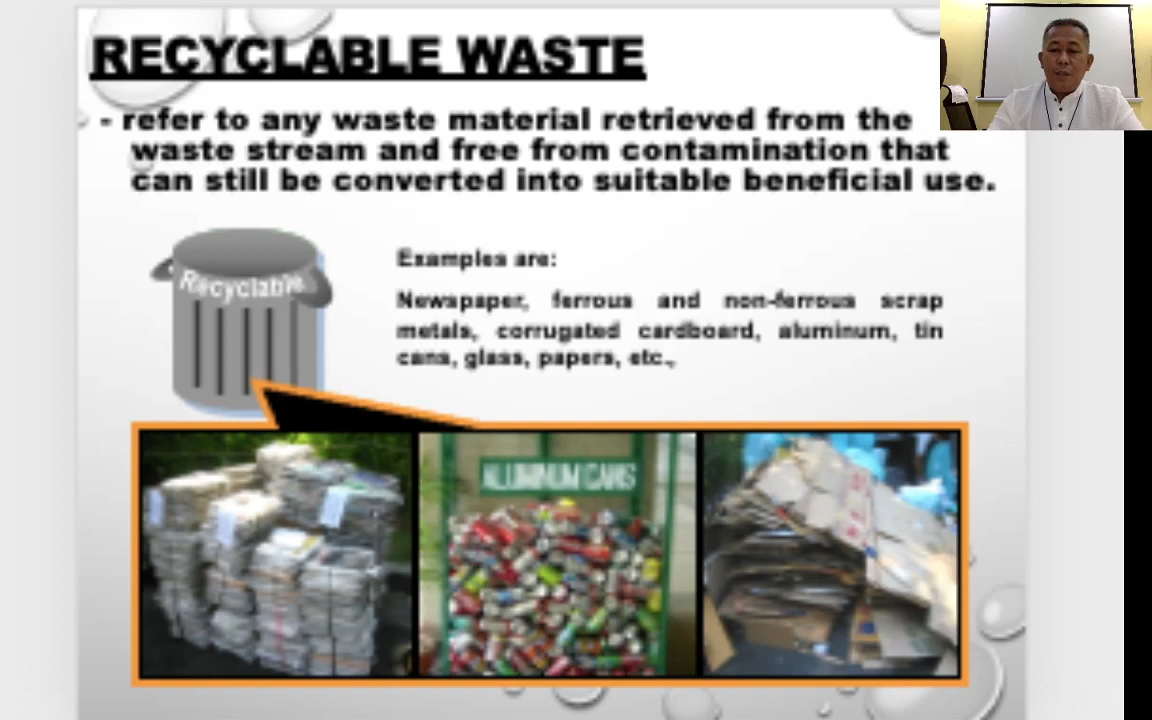 RECYCLABLE WASTE
- refer to any waste material retrieved from the
waste stream and free from contamination that
can still be converted into suitable beneficial use.
Recyclable
Examples are:
Newspaper, ferrous and non-ferrous scrap
metals, corrugated cardboard, aluminum, tin
cans, glass, papers, etc.,
ALUMINUM CANS